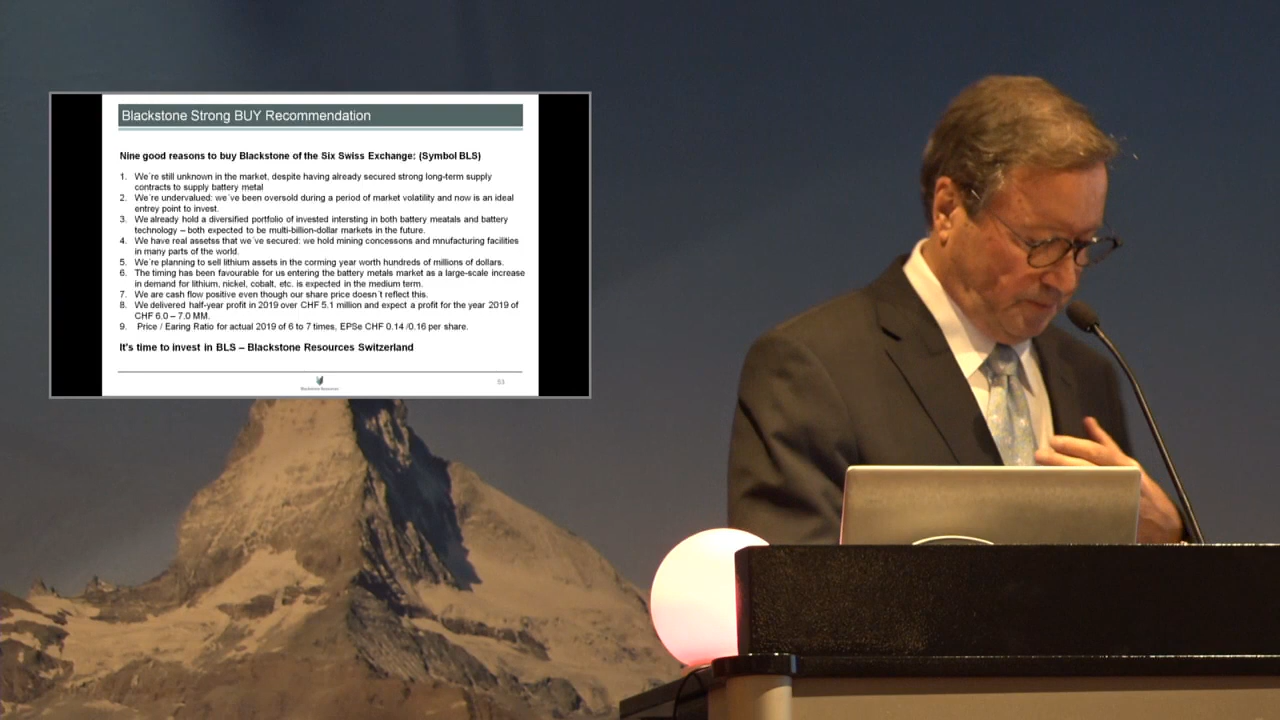 Blackstone Strong BUY Recommendation
Nine good reasons to buy Blackstone of the Six Swiss Exchange: (Symbol BLS)
1. We´re still unknown in the market, despite having already secured strong long-term supply
contracts to supply battery metal
2. We´re undervalued: we´ve been oversold during a period of market volatility and now is an ideal
entrey point to invest.
3. We already hold a diversified portfolio of invested intersting in both battery meatals and battery
technology – both expected to be multi-billion-dollar markets in the future.
4. We have real assetss that we´ve secured: we hold mining concessons and mnufacturing facilities
in many parts of the world.
5. We´re planning to sell lithium assets in the corming year worth hundreds of millions of dollars.
6. The timing has been favourable for us entering the battery metals market as a large-scale increase
in demand for lithium, nickel, cobalt, etc. is expected in the medium term.
7. We are cash flow positive even though our share price doesn´t reflect this.
8. We delivered half-year profit in 2019 over CHF 5.1 million and expect a profit for the year 2019 of
CHF 6.0 – 7.0 MM.
9. Price / Earing Ratio for actual 2019 of 6 to 7 times, EPSe CHF 0.14 /0.16 per share.
It's time to invest in BLS – Blackstone Resources Switzerland
Blackstone Resources
53